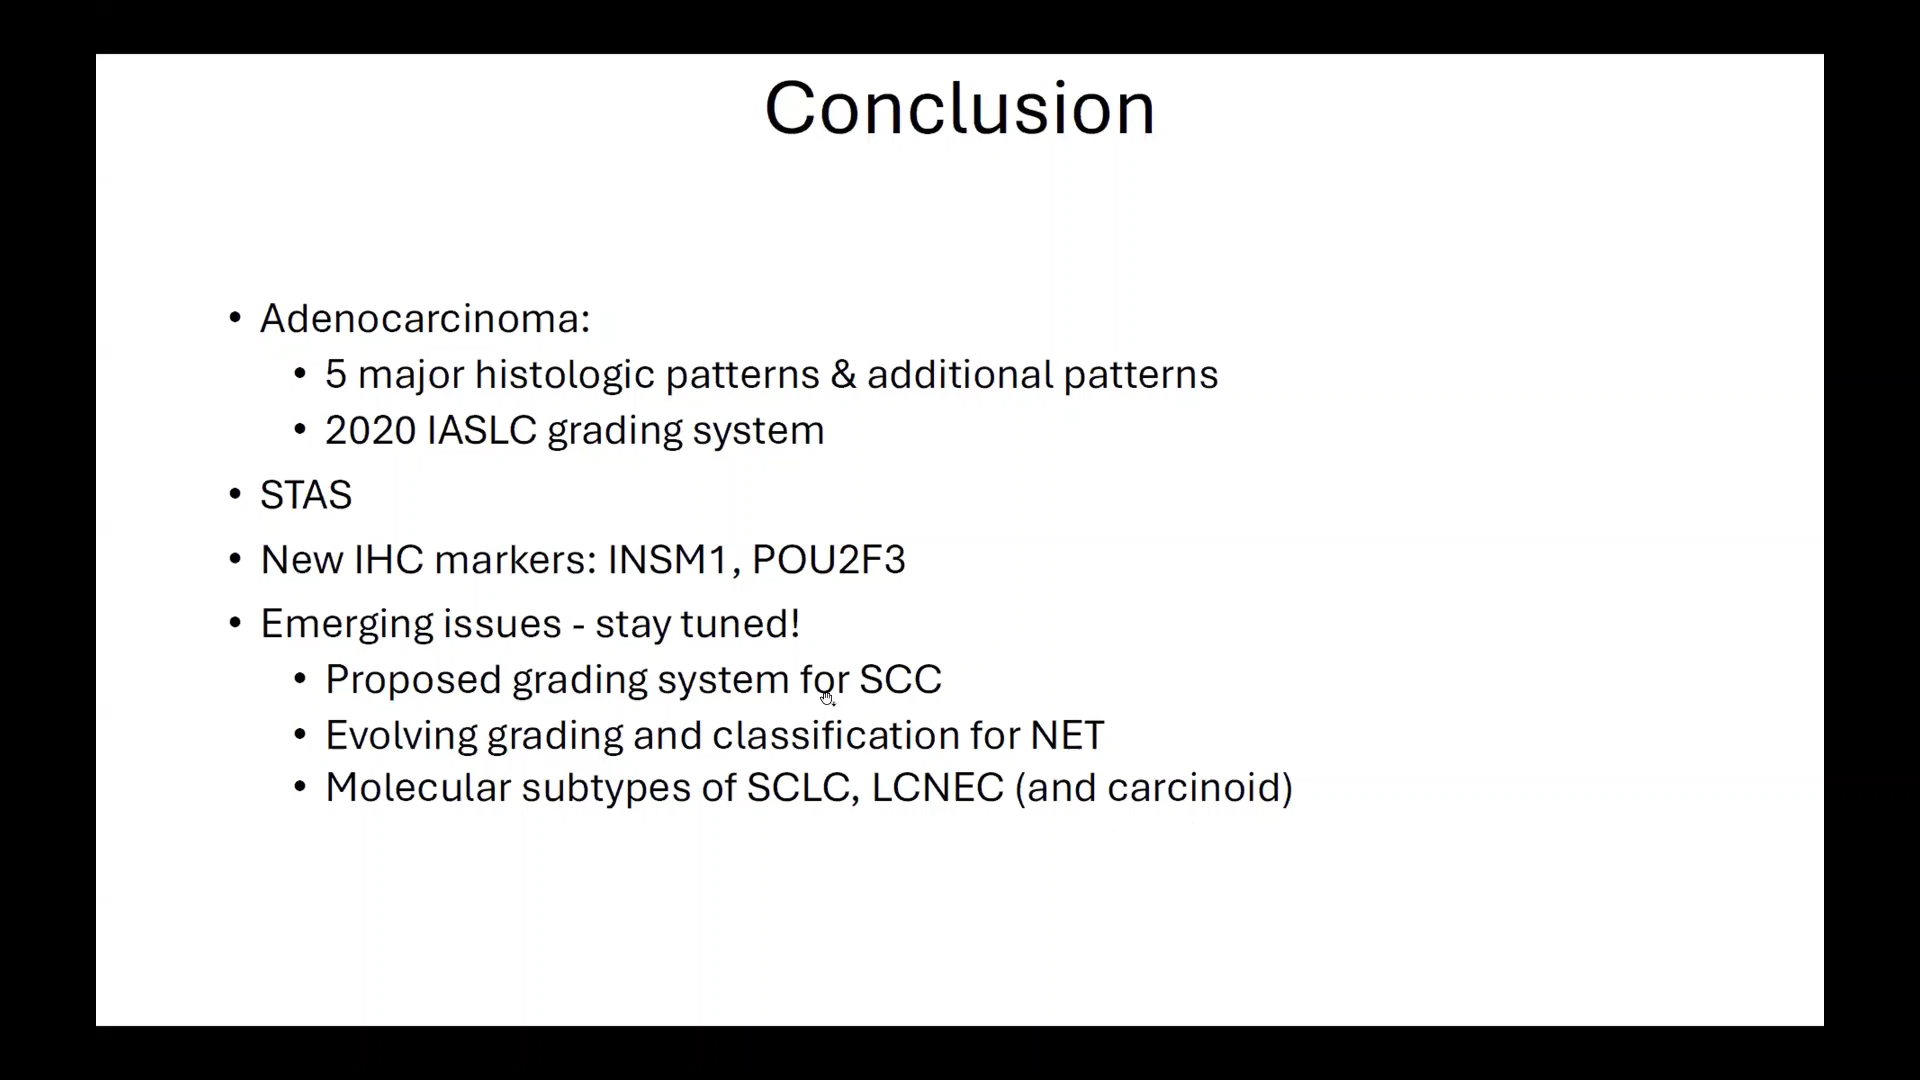 Conclusion
• Adenocarcinoma:
• 5 major histologic patterns & additional patterns
• 2020 IASLC grading system
• STAS
• New IHC markers: INSM1, POU2F3
• Emerging issues - stay tuned!
• Proposed grading system for SCC
• Evolving grading and classification for NET
• Molecular subtypes of SCLC, LCNEC (and carcinoid)